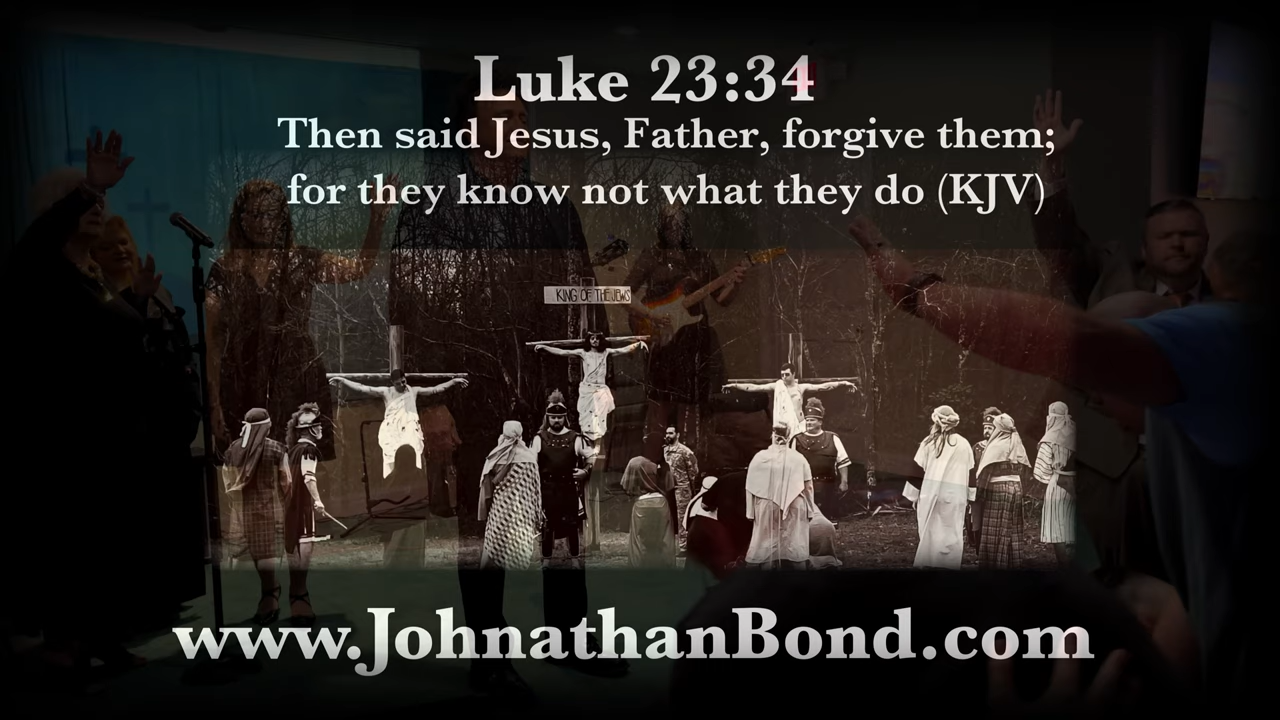 Luke 23:34
Then said Jesus, Father, forgive them;
for they know not what they do (KJV)
KING OF THE JEWS
www.JohnathanBond.com